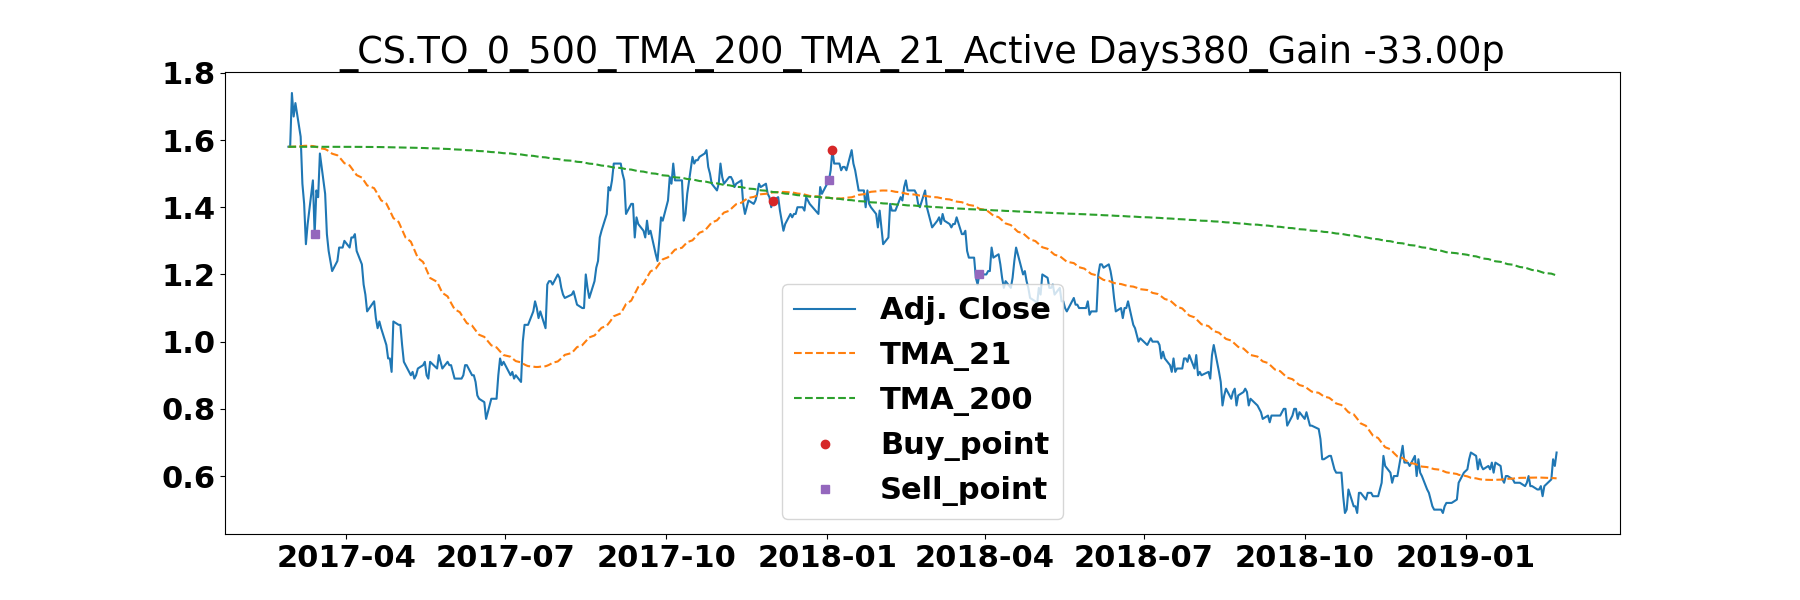 _CS.TO_0_500_TMA_200_TMA_21_Active Days380_Gain -33.00p
1.8
1.6
1.4
1.2
1.0
0.8
0.6
Adj. Close
TMA_21
TMA_200
Buy_point
Sell_point
2017-04 2017-07 2017-10 2018-01 2018-04 2018-07 2018-10 2019-01